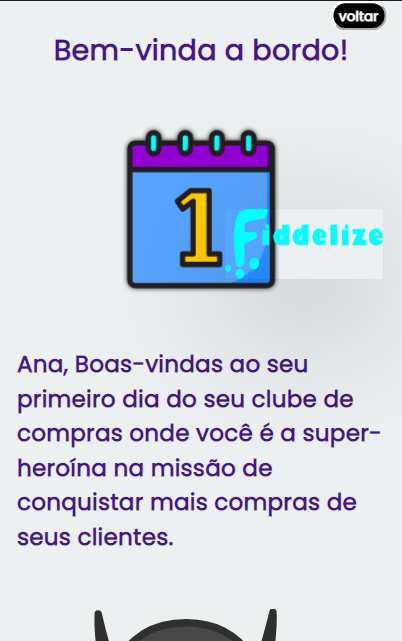 voltar
Bem-vinda a bordo!
1
Fiddelize
Ana, Boas-vindas ao seu
primeiro dia do seu clube de
compras onde você é a super-
heroína na missão de
conquistar mais compras de
seus clientes.